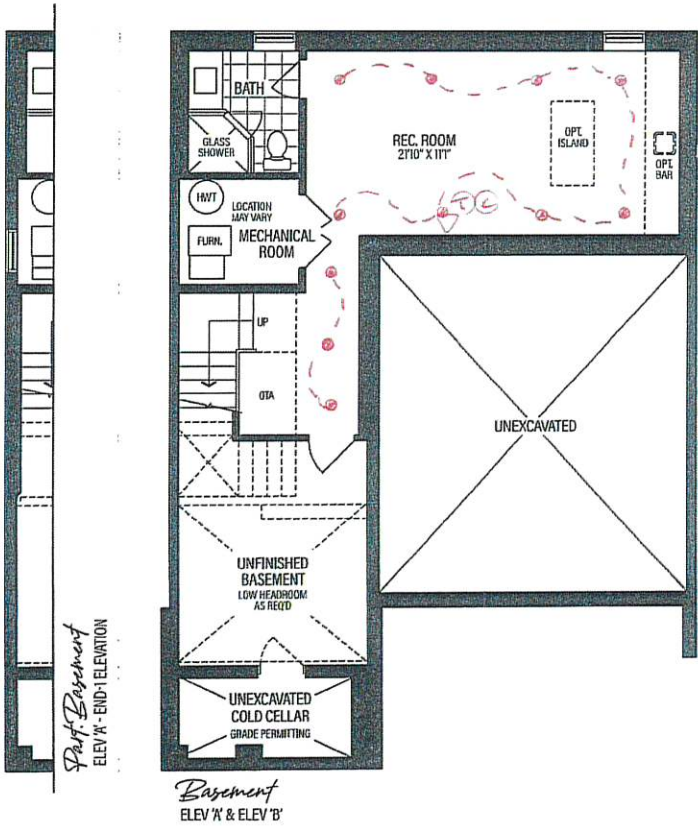 BATH
GLASS
SHOWER
REC. ROOM
21'10" X 11'1"
OPT.
ISLAND
OPT.
BAR
HWT
LOCATION
MAY VARY
FURN.
MECHANICAL
ROOM
T C
UP
OTA
UNEXCAVATED
UNFINISHED
BASEMENT
LOW HEADROOM
AS REQ'D
UNEXCAVATED
COLD CELLAR
GRADE PERMITTING
Part. Basement
ELEV 'A' - END-1 ELEVATION
Basement
ELEV 'A' & ELEV 'B'